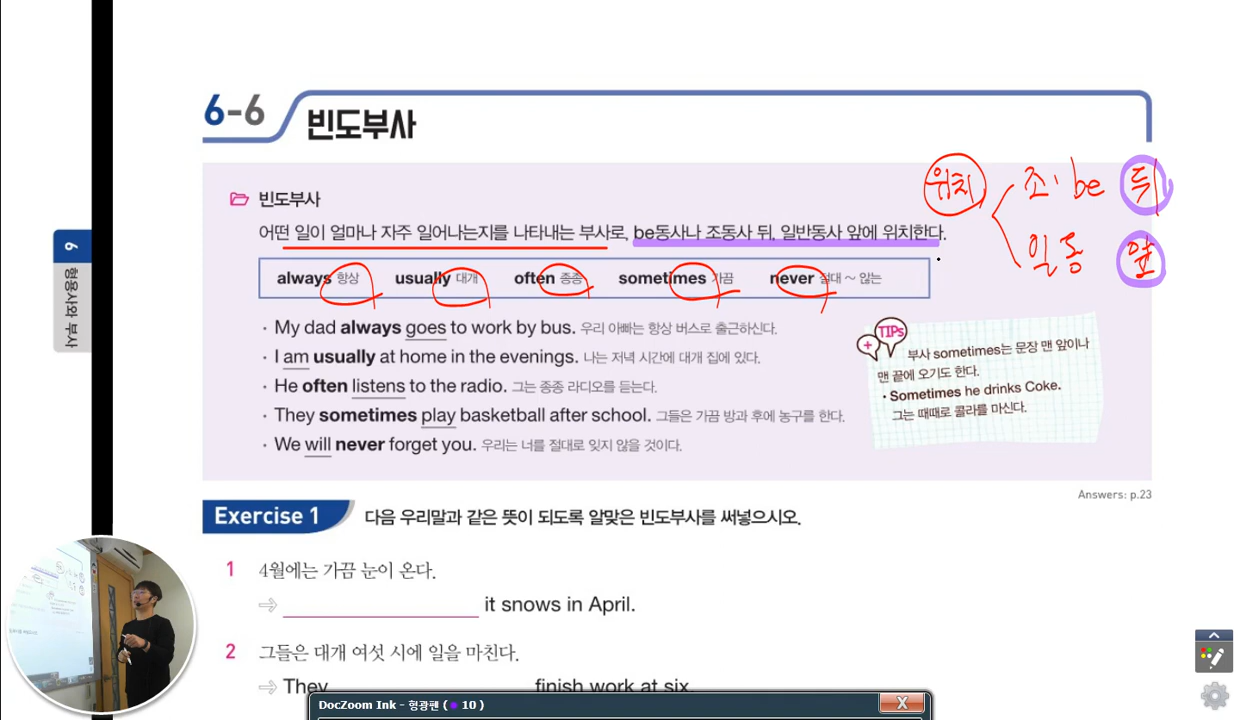 6-6 빈도부사
빈도부사
어떤 일이 얼마나 자주 일어나는지를 나타내는 부사로, be동사나 조동사 뒤, 일반동사 앞에 위치한다.
위치 조·be 뒤
일동 앞
always 항상 usually 대개 often 종종 sometimes 가끔 never 절대 ~ 않는
· My dad always goes to work by bus. 우리 아빠는 항상 버스로 출근하신다.
· I am usually at home in the evenings. 나는 저녁 시간에 대개 집에 있다.
· He often listens to the radio. 그는 종종 라디오를 듣는다.
· They sometimes play basketball after school. 그들은 가끔 방과 후에 농구를 한다.
· We will never forget you. 우리는 너를 절대로 잊지 않을 것이다.
+ TIPs
부사 sometimes는 문장 맨 앞이나
맨 끝에 오기도 한다.
· Sometimes he drinks Coke.
그는 때때로 콜라를 마신다.
Answers: p.23
6
형용사와 부사
Exercise 1 다음 우리말과 같은 뜻이 되도록 알맞은 빈도부사를 써넣으시오.
1 4월에는 가끔 눈이 온다.
⇨ ____________ it snows in April.
2 그들은 대개 여섯 시에 일을 마친다.
⇨ They ____________ finish work at six.
DocZoom Ink - 형광펜 ( 10 ) X